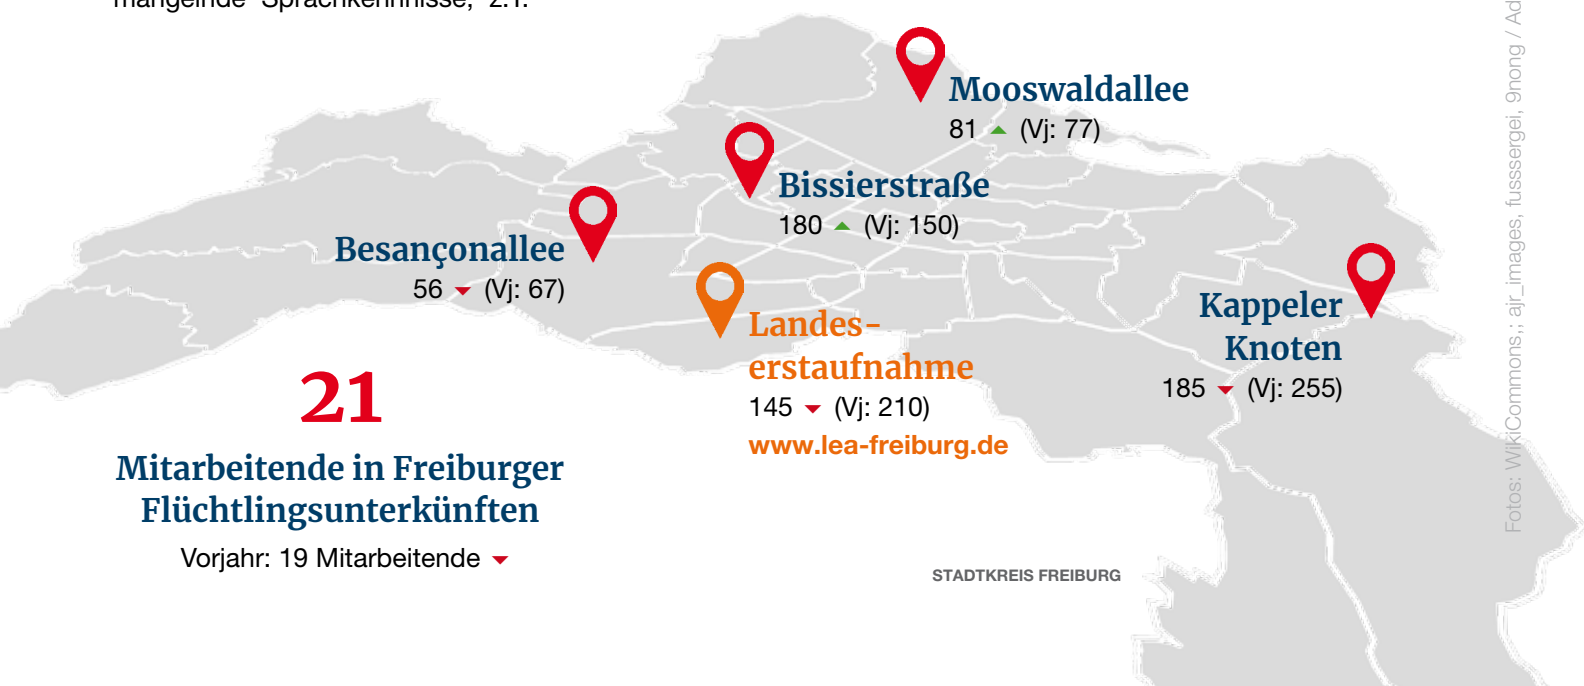 mangelnde Sprachkenntnisse, z.T.
Mooswaldallee
81 ▲ (Vj: 77)
Bissierstraße
180 ▲ (Vj: 150)
Besançonallee
56 ▼ (Vj: 67)
Landes-
erstaufnahme
145 ▼ (Vj: 210)
www.lea-freiburg.de
Kappeler
Knoten
185 ▼ (Vj: 255)
21
Mitarbeitende in Freiburger
Flüchtlingsunterkünften
Vorjahr: 19 Mitarbeitende ▼
STADTKREIS FREIBURG
Fotos: WikiCommons,; ajr_images, fusssergei, 9nong / Ad